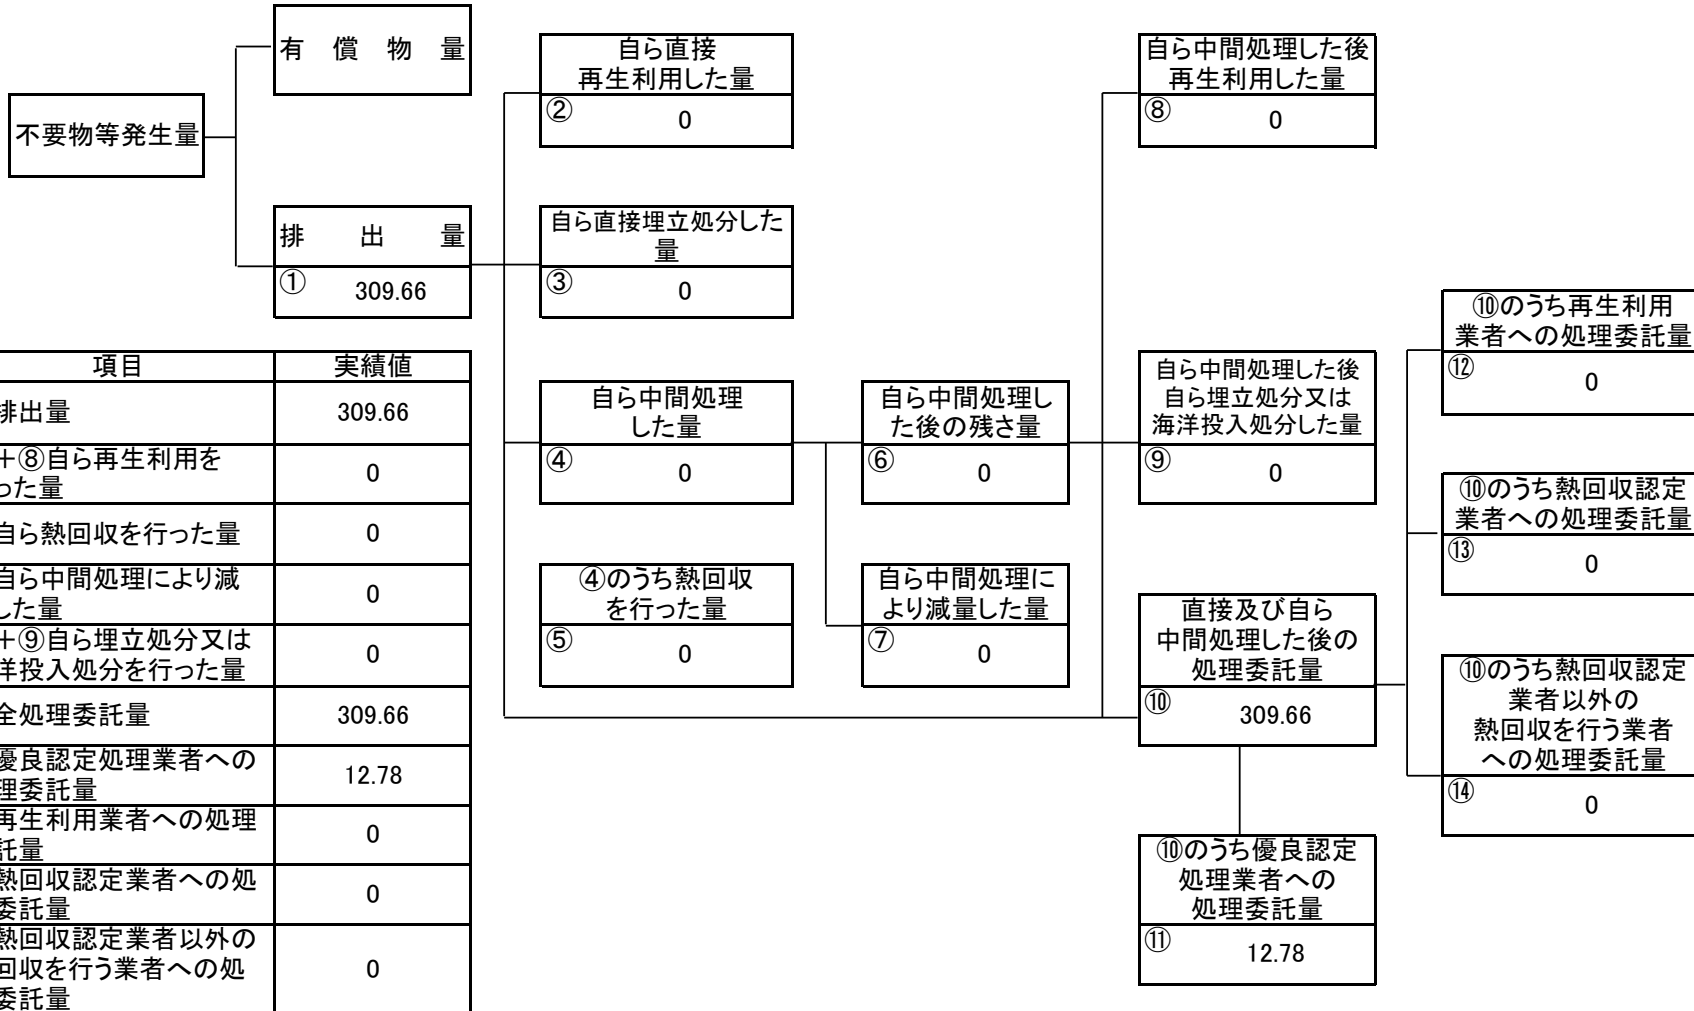 有償物量
不要物等発生量
排出量
① 309.66
自ら直接
再生利用した量
② 0
自ら直接埋立処分した
量
③ 0
自ら中間処理
した量
④ 0
④のうち熱回収
を行った量
⑤ 0
自ら中間処理し
た後の残さ量
⑥ 0
自ら中間処理に
より減量した量
⑦ 0
自ら中間処理した後
再生利用した量
⑧ 0
自ら中間処理した後
自ら埋立処分又は
海洋投入処分した量
⑨ 0
直接及び自ら
中間処理した後の
処理委託量
⑩ 309.66
⑩のうち優良認定
処理業者への
処理委託量
⑪ 12.78
⑩のうち再生利用
業者への処理委託量
⑫ 0
⑩のうち熱回収認定
業者への処理委託量
⑬ 0
⑩のうち熱回収認定
業者以外の
熱回収を行う業者
への処理委託量
⑭ 0
項目 実績値
排出量 309.66
＋⑧自ら再生利用を
った量 0
自ら熱回収を行った量 0
自ら中間処理により減
した量 0
＋⑨自ら埋立処分又は
洋投入処分を行った量 0
全処理委託量 309.66
優良認定処理業者への
理委託量 12.78
再生利用業者への処理
託量 0
熱回収認定業者への処
委託量 0
熱回収認定業者以外の
回収を行う業者への処
委託量 0